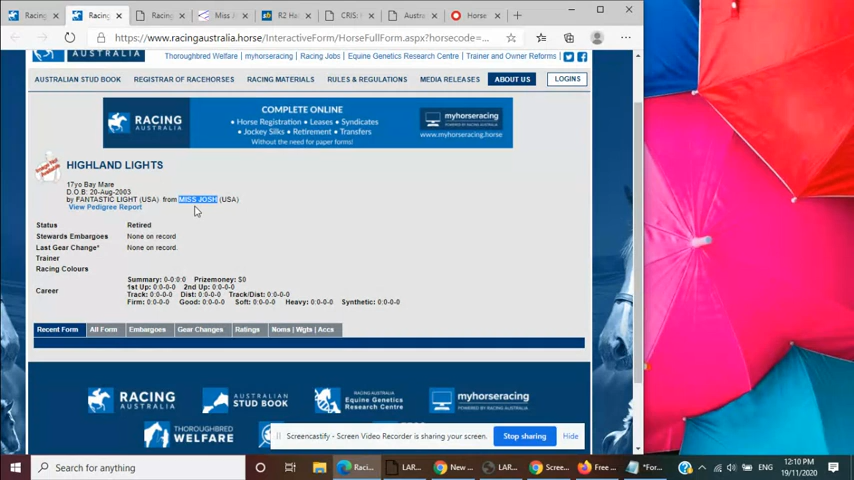 Racing
Racing
Racing
Miss J
R2 Ha
CRIS: H
Austra
Horse
https://www.racingaustralia.horse/InteractiveForm/HorseFullForm.aspx?horsecode=...
RACING
AUSTRALIA
Thoroughbred Welfare | myhorseracing | Racing Jobs | Equine Genetics Research Centre | Trainer and Owner Reforms
AUSTRALIAN STUD BOOK
REGISTRAR OF RACEHORSES
RACING MATERIALS
RULES & REGULATIONS
MEDIA RELEASES
ABOUT US
LOGINS
RACING
AUSTRALIA
COMPLETE ONLINE
• Horse Registration • Leases • Syndicates
• Jockey Silks • Retirement • Transfers
Without the need for paper forms!
myhorseracing
www.myhorseracing.horse
Image Not
Available
HIGHLAND LIGHTS
17yo Bay Mare
D.O.B: 20-Aug-2003
by FANTASTIC LIGHT (USA) from MISS JOSH (USA)
View Pedigree Report
Status Retired
Stewards Embargoes None on record
Last Gear Change* None on record.
Trainer
Racing Colours
Career
Summary: 0-0:0:0 Prizemoney: $0
1st Up: 0:0-0-0 2nd Up: 0:0-0-0
Track: 0:0-0-0 Dist: 0:0-0-0 Track/Dist: 0:0-0-0
Firm: 0:0-0-0 Good: 0:0-0-0 Soft: 0:0-0-0 Heavy: 0:0-0-0 Synthetic: 0:0-0-0
Recent Form
All Form
Embargoes
Gear Changes
Ratings
Noms | Wgts | Accs
RACING
AUSTRALIA
AUSTRALIAN
STUD BOOK
RACING AUSTRALIA
Equine Genetics
Research Centre
myhorseracing
THOROUGHBRED
WELFARE
Screencastify - Screen Video Recorder is sharing your screen.
Stop sharing
Hide
Search for anything
Raci...
LAR...
New ...
LAR...
Scree...
Free ...
*For...
ENG
12:10 PM
19/11/2020